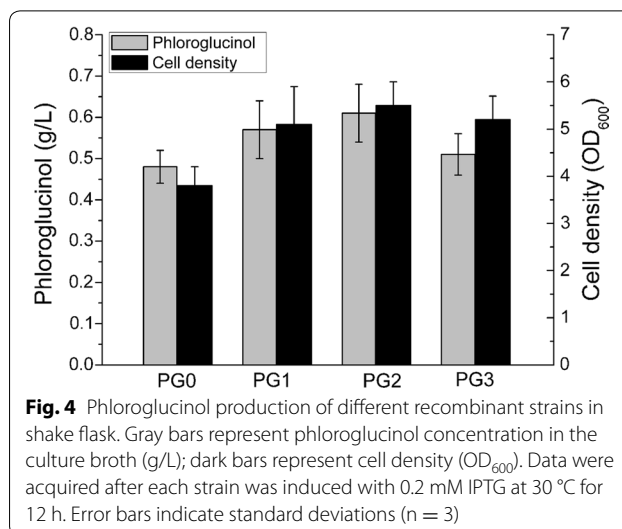 Phloroglucinol
Cell density
Phloroglucinol (g/L)
0.8
0.7
0.6
0.5
0.4
0.3
0.2
0.1
0.0
7
6
5
4
3
2
1
0
Cell density (OD₆₀₀)
PG0 PG1 PG2 PG3
Fig. 4 Phloroglucinol production of different recombinant strains in
shake flask. Gray bars represent phloroglucinol concentration in the
culture broth (g/L); dark bars represent cell density (OD₆₀₀). Data were
acquired after each strain was induced with 0.2 mM IPTG at 30 °C for
12 h. Error bars indicate standard deviations (n = 3)